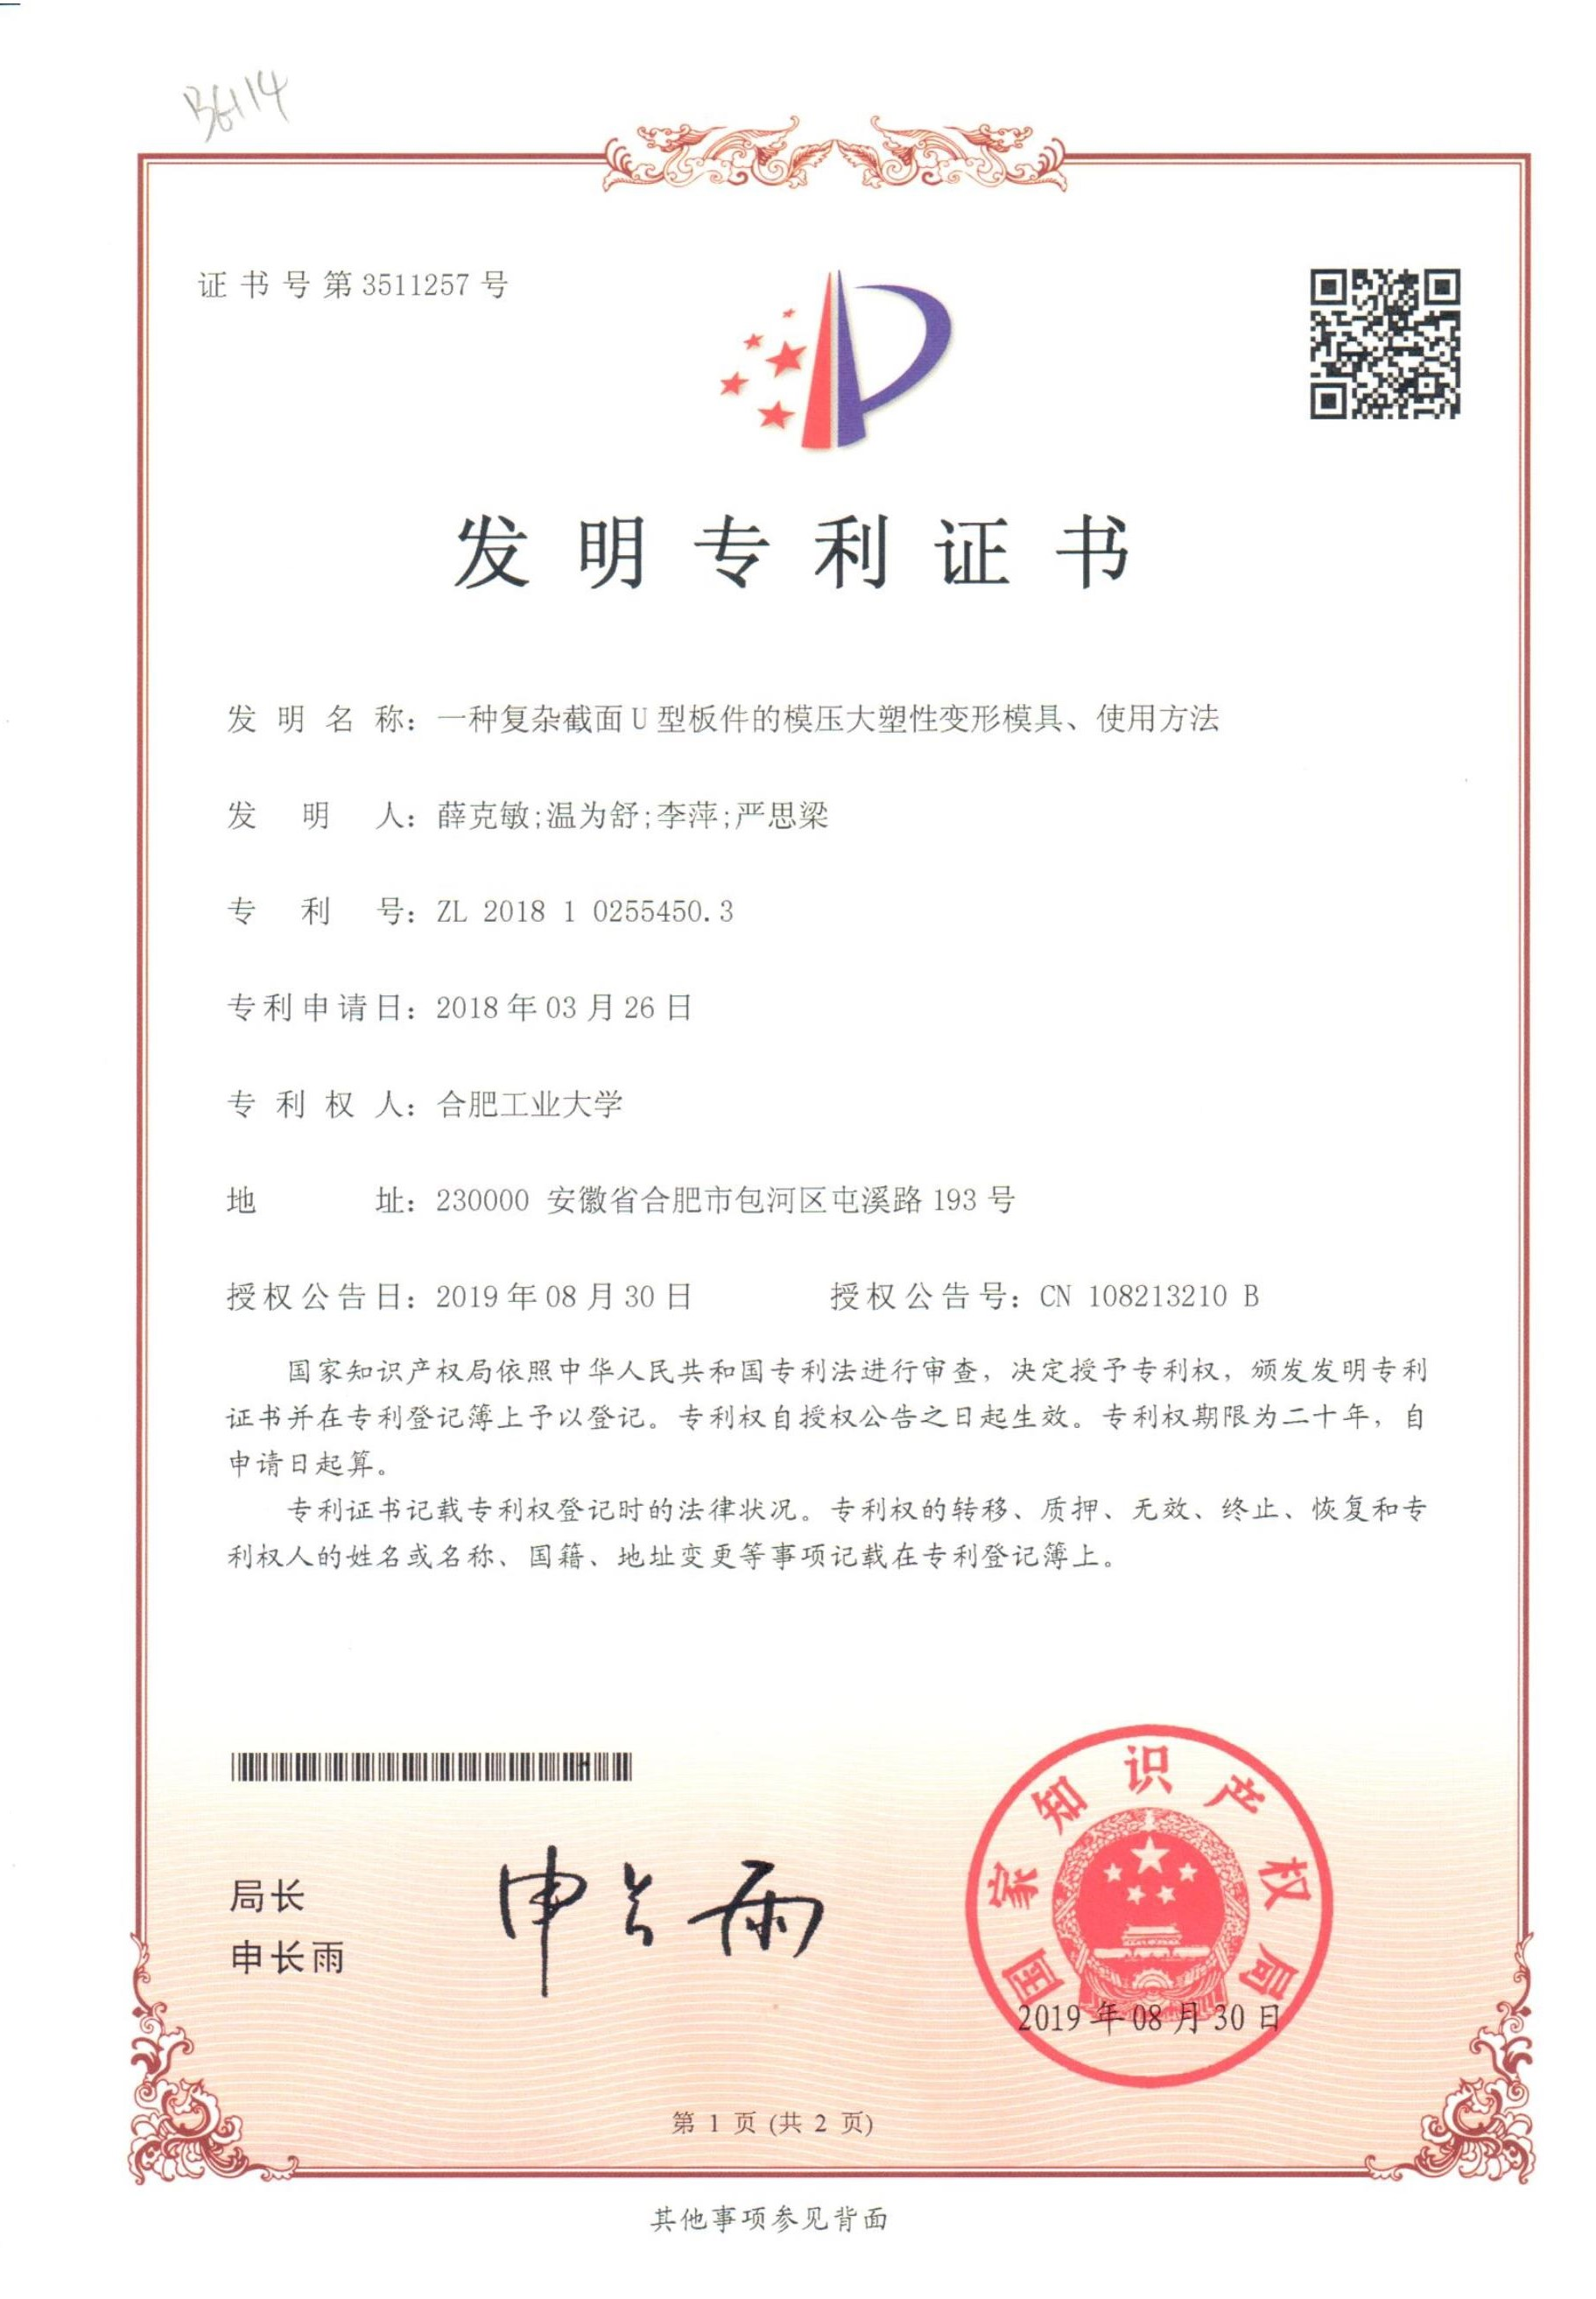 B6114
证书号第3511257号
发明专利证书
发明名称：一种复杂截面U型板件的模压大塑性变形模具、使用方法
发明人：薛克敏;温为舒;李萍;严思梁
专利号：ZL 2018 1 0255450.3
专利申请日：2018年03月26日
专利权人：合肥工业大学
地址：230000 安徽省合肥市包河区屯溪路193号
授权公告日：2019年08月30日 授权公告号：CN 108213210 B
国家知识产权局依照中华人民共和国专利法进行审查，决定授予专利权，颁发发明专利
证书并在专利登记簿上予以登记。专利权自授权公告之日起生效。专利权期限为二十年，自
申请日起算。
专利证书记载专利权登记时的法律状况。专利权的转移、质押、无效、终止、恢复和专
利权人的姓名或名称、国籍、地址变更等事项记载在专利登记簿上。
局长
申长雨
申长雨
国家知识产权局
2019年08月30日
第 1 页 (共 2 页)
其他事项参见背面